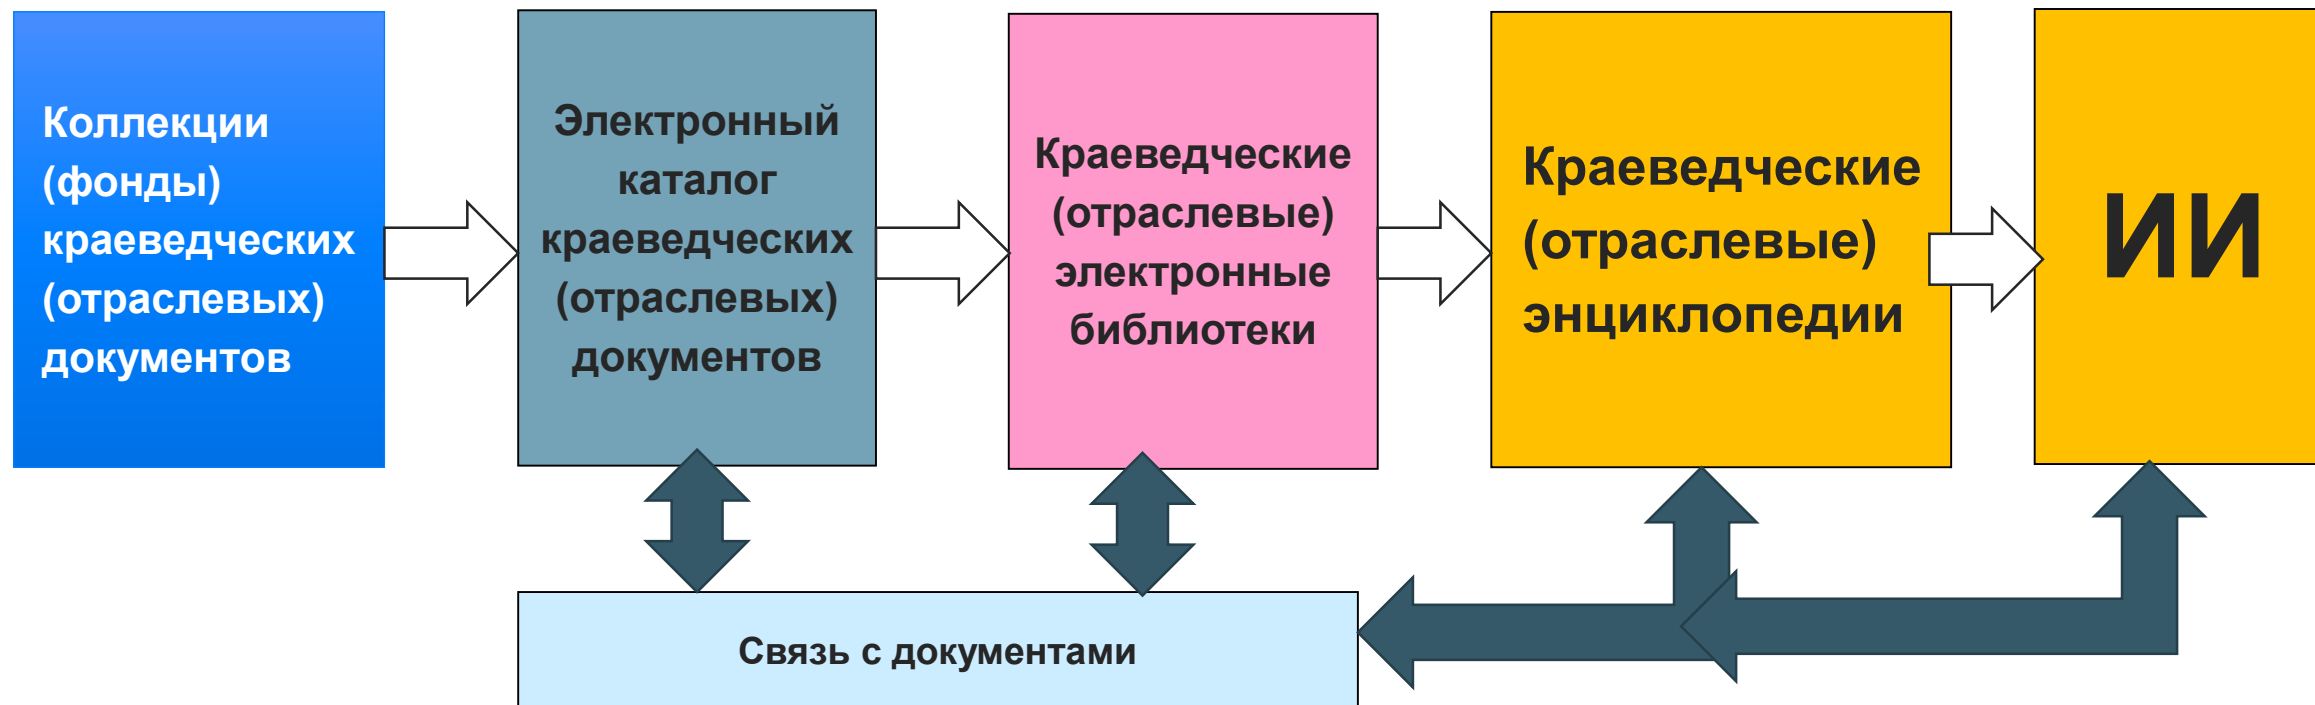 Коллекции
(фонды)
краеведческих
(отраслевых)
документов
Электронный
каталог
краеведческих
(отраслевых)
документов
Краеведческие
(отраслевые)
электронные
библиотеки
Краеведческие
(отраслевые)
энциклопедии
ИИ
Связь с документами